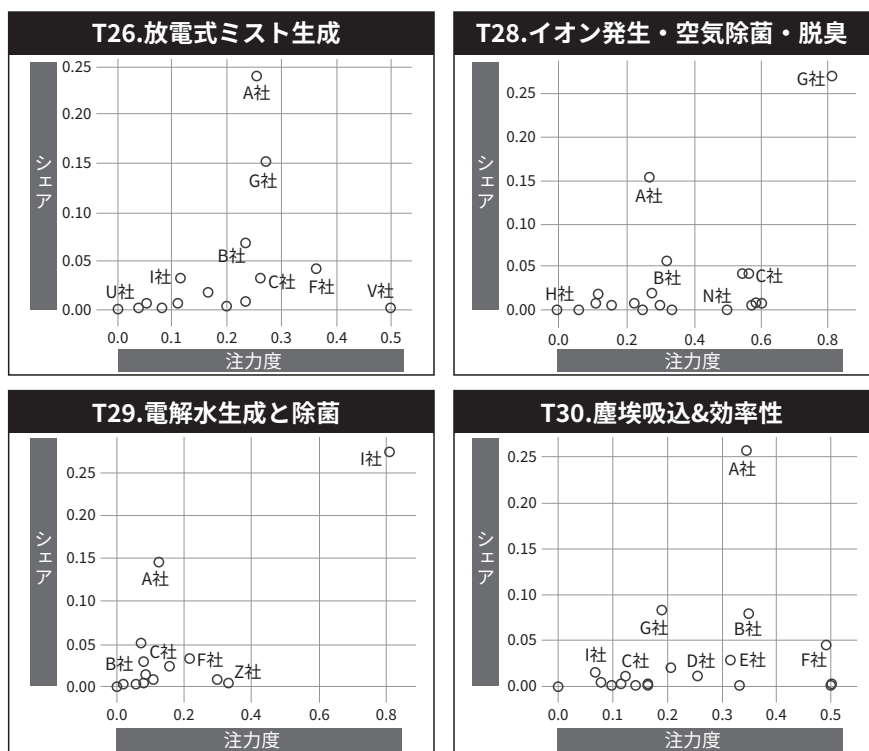 T26.放電式ミスト生成
シェア
0.25
0.20
0.15
0.10
0.05
0.00
A社
G社
B社
I社
C社
F社
U社
V社
0.0 0.1 0.2 0.3 0.4 0.5
注力度
T28.イオン発生・空気除菌・脱臭
シェア
0.25
0.20
0.15
0.10
0.05
0.00
G社
A社
B社
C社
H社
N社
0.0 0.2 0.4 0.6 0.8
注力度
T29.電解水生成と除菌
シェア
0.25
0.20
0.15
0.10
0.05
0.00
I社
A社
C社
B社
F社
Z社
0.0 0.2 0.4 0.6 0.8
注力度
T30.塵埃吸込&効率性
シェア
0.25
0.20
0.15
0.10
0.05
0.00
A社
G社
B社
I社
C社
D社
E社
F社
0.0 0.1 0.2 0.3 0.4 0.5
注力度